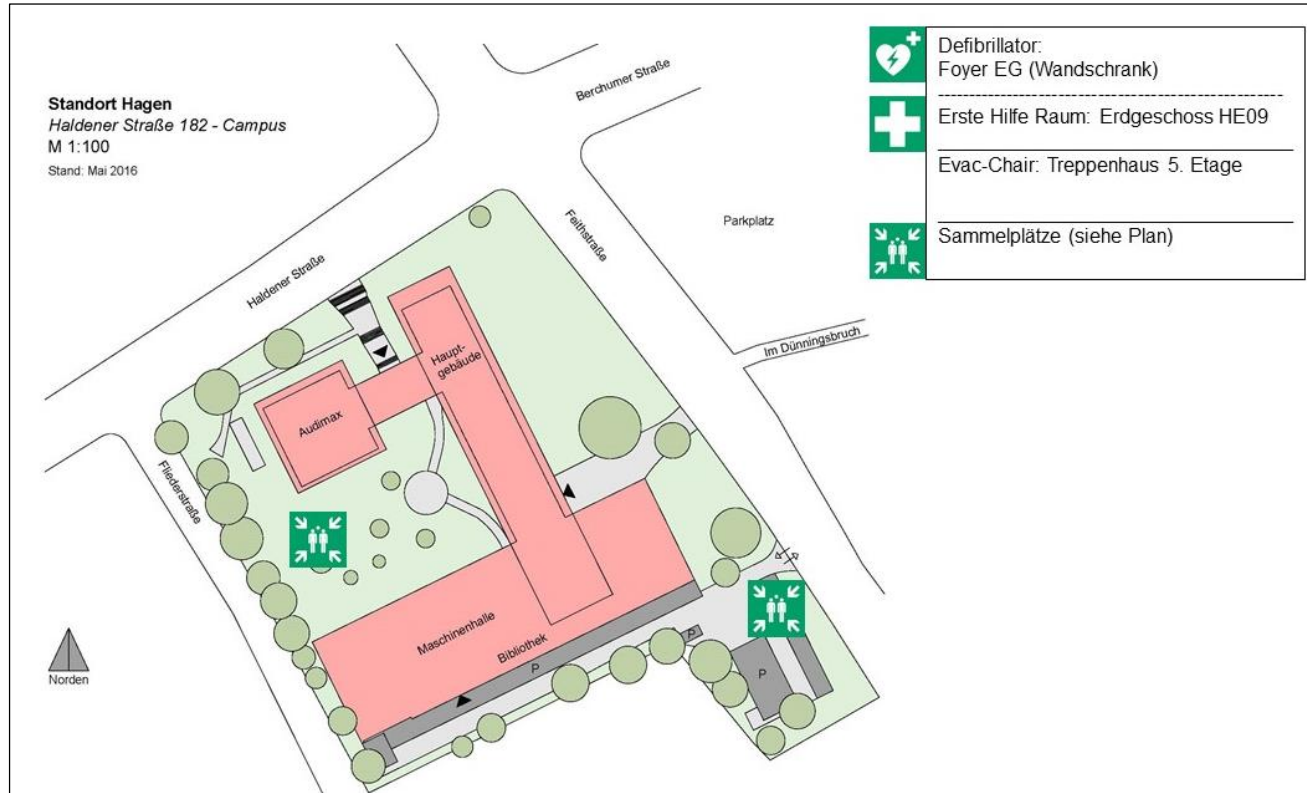 Standort Hagen
Haldener Straße 182 - Campus
M 1:100
Stand: Mai 2016
Defibrillator:
Foyer EG (Wandschrank)
Erste Hilfe Raum: Erdgeschoss HE09
Evac-Chair: Treppenhaus 5. Etage
Sammelplätze (siehe Plan)
Berchumer Straße
Feithstraße
Parkplatz
Haldener Straße
Im Dünningsbruch
Haupt-
gebäude
Audimax
Fliederstraße
Maschinenhalle
Bibliothek
P
P
P
Norden